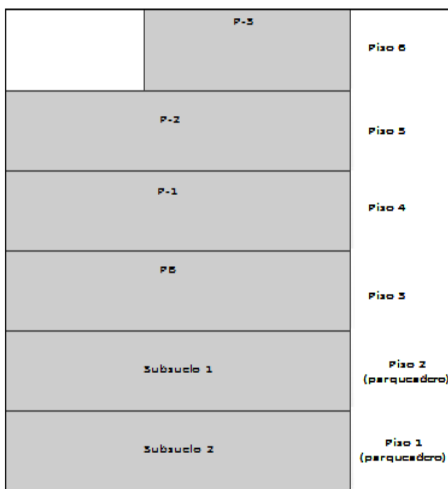 P-3
Piso 6
P-2
Piso 5
P-1
Piso 4
PB
Piso 3
Subsuelo 1
Piso 2
(parqueadero)
Subsuelo 2
Piso 1
(parqueadero)